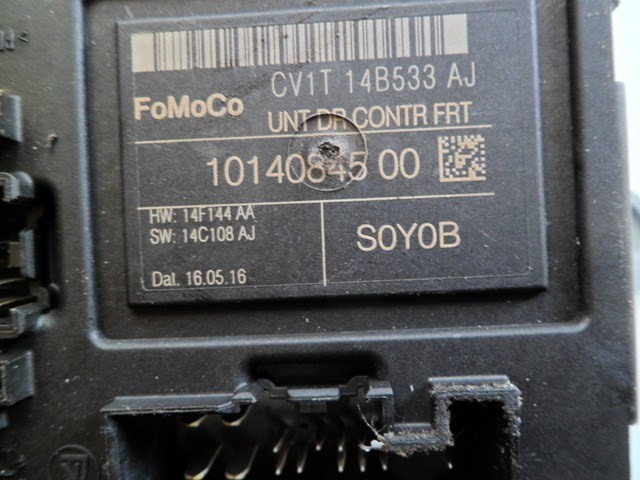 CV1T 14B533 AJ
FoMoCo
UNT DR CONTR FRT
10140845 00
HW: 14F144 AA
SW: 14C108 AJ
S0Y0B
Dat. 16.05.16